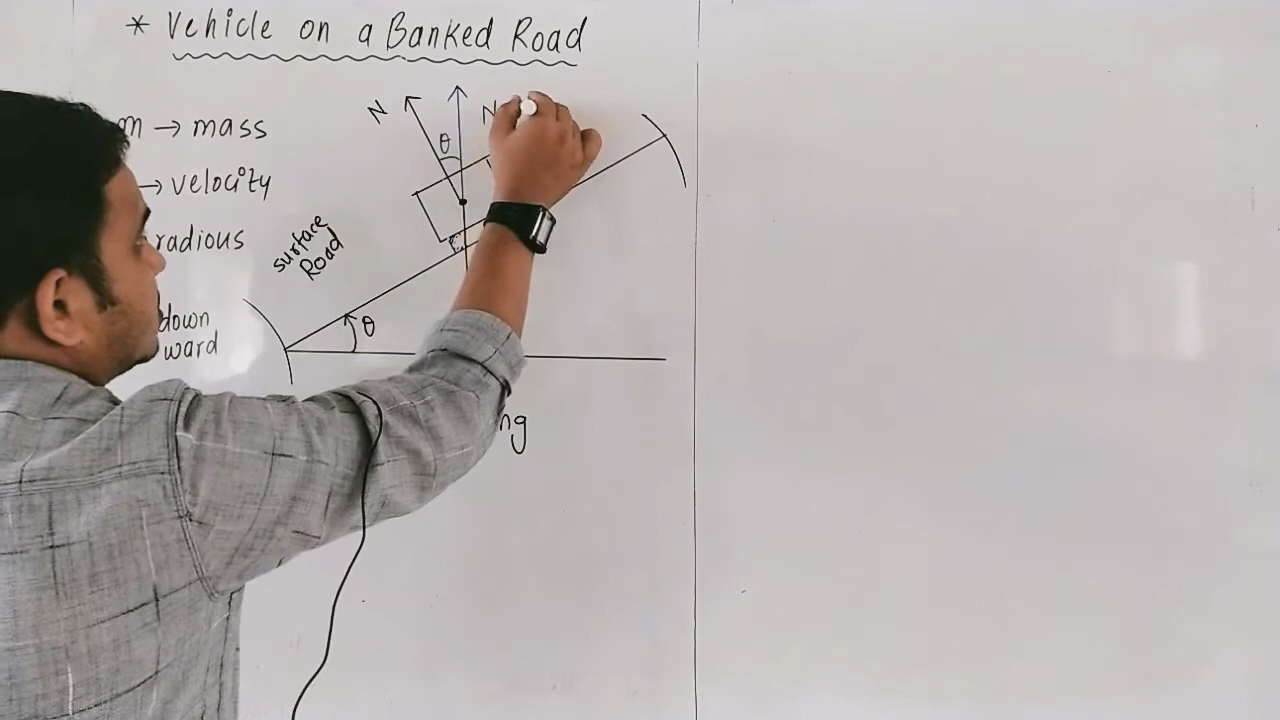 * Vehicle on a Banked Road
N
N
θ
m → mass
→ velocity
radious
surface
Road
down
ward
θ
ng